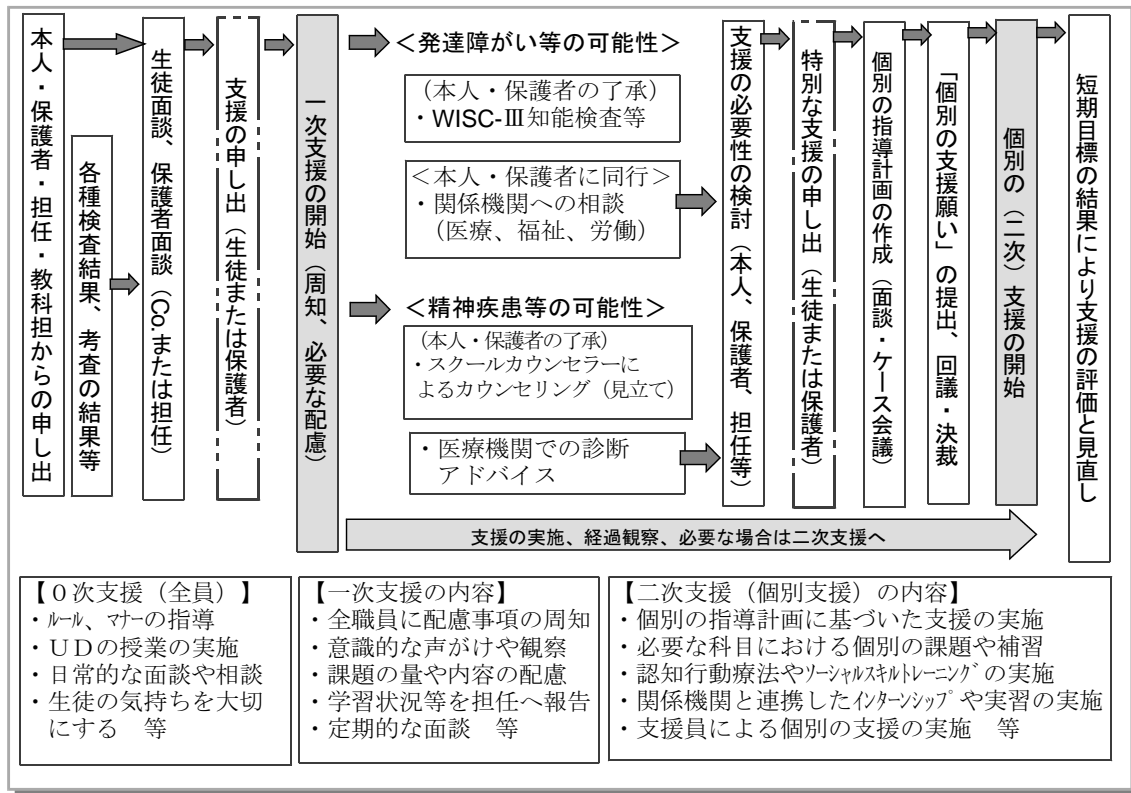 本人・保護者・担任・教科担からの申し出
各種検査結果、考査の結果等
生徒面談、保護者面談（Co.または担任）
支援の申し出（生徒または保護者）
一次支援の開始（周知、必要な配慮）
＜発達障がい等の可能性＞
（本人・保護者の了承）
・WISC-Ⅲ知能検査等
＜本人・保護者に同行＞
・関係機関への相談
（医療、福祉、労働）
＜精神疾患等の可能性＞
（本人・保護者の了承）
・スクールカウンセラーに
よるカウンセリング（見立て）
・医療機関での診断
アドバイス
支援の必要性の検討（本人、保護者、担任等）
特別な支援の申し出（生徒または保護者）
個別の指導計画の作成（面談・ケース会議）
「個別の支援願い」の提出、回議・決裁
個別の（二次）支援の開始
短期目標の結果により支援の評価と見直し
支援の実施、経過観察、必要な場合は二次支援へ
【０次支援（全員）】
・ﾙｰﾙ、ﾏﾅｰの指導
・ＵＤの授業の実施
・日常的な面談や相談
・生徒の気持ちを大切
にする　等
【一次支援の内容】
・全職員に配慮事項の周知
・意識的な声がけや観察
・課題の量や内容の配慮
・学習状況等を担任へ報告
・定期的な面談　等
【二次支援（個別支援）の内容】
・個別の指導計画に基づいた支援の実施
・必要な科目における個別の課題や補習
・認知行動療法やｿｰｼｬﾙｽｷﾙﾄﾚｰﾆﾝｸﾞの実施
・関係機関と連携したｲﾝﾀｰﾝｼｯﾌﾟや実習の実施
・支援員による個別の支援の実施　等